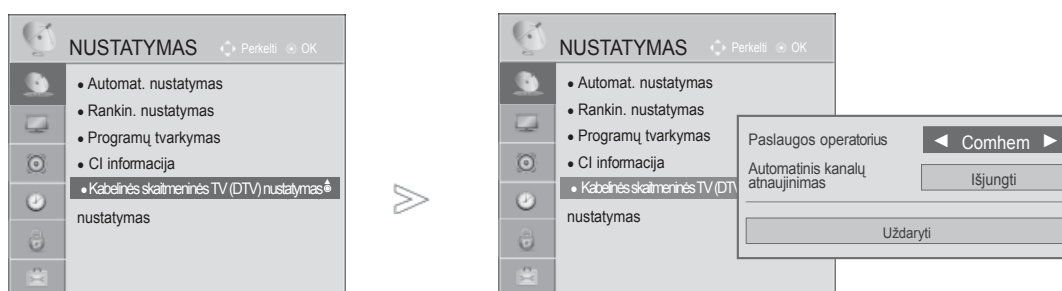 NUSTATYMAS Perkelti OK
• Automat. nustatymas
• Rankin. nustatymas
• Programų tvarkymas
• CI informacija
• Kabelinės skaitmeninės TV (DTV) nustatymas
nustatymas
NUSTATYMAS Perkelti OK
• Automat. nustatymas
• Rankin. nustatymas
• Programų tvarkymas
• CI informacija
• Kabelinės skaitmeninės TV (DTV
nustatymas
Paslaugos operatorius ◄ Comhem ►
Automatinis kanalų
atnaujinimas
Išjungti
Uždaryti